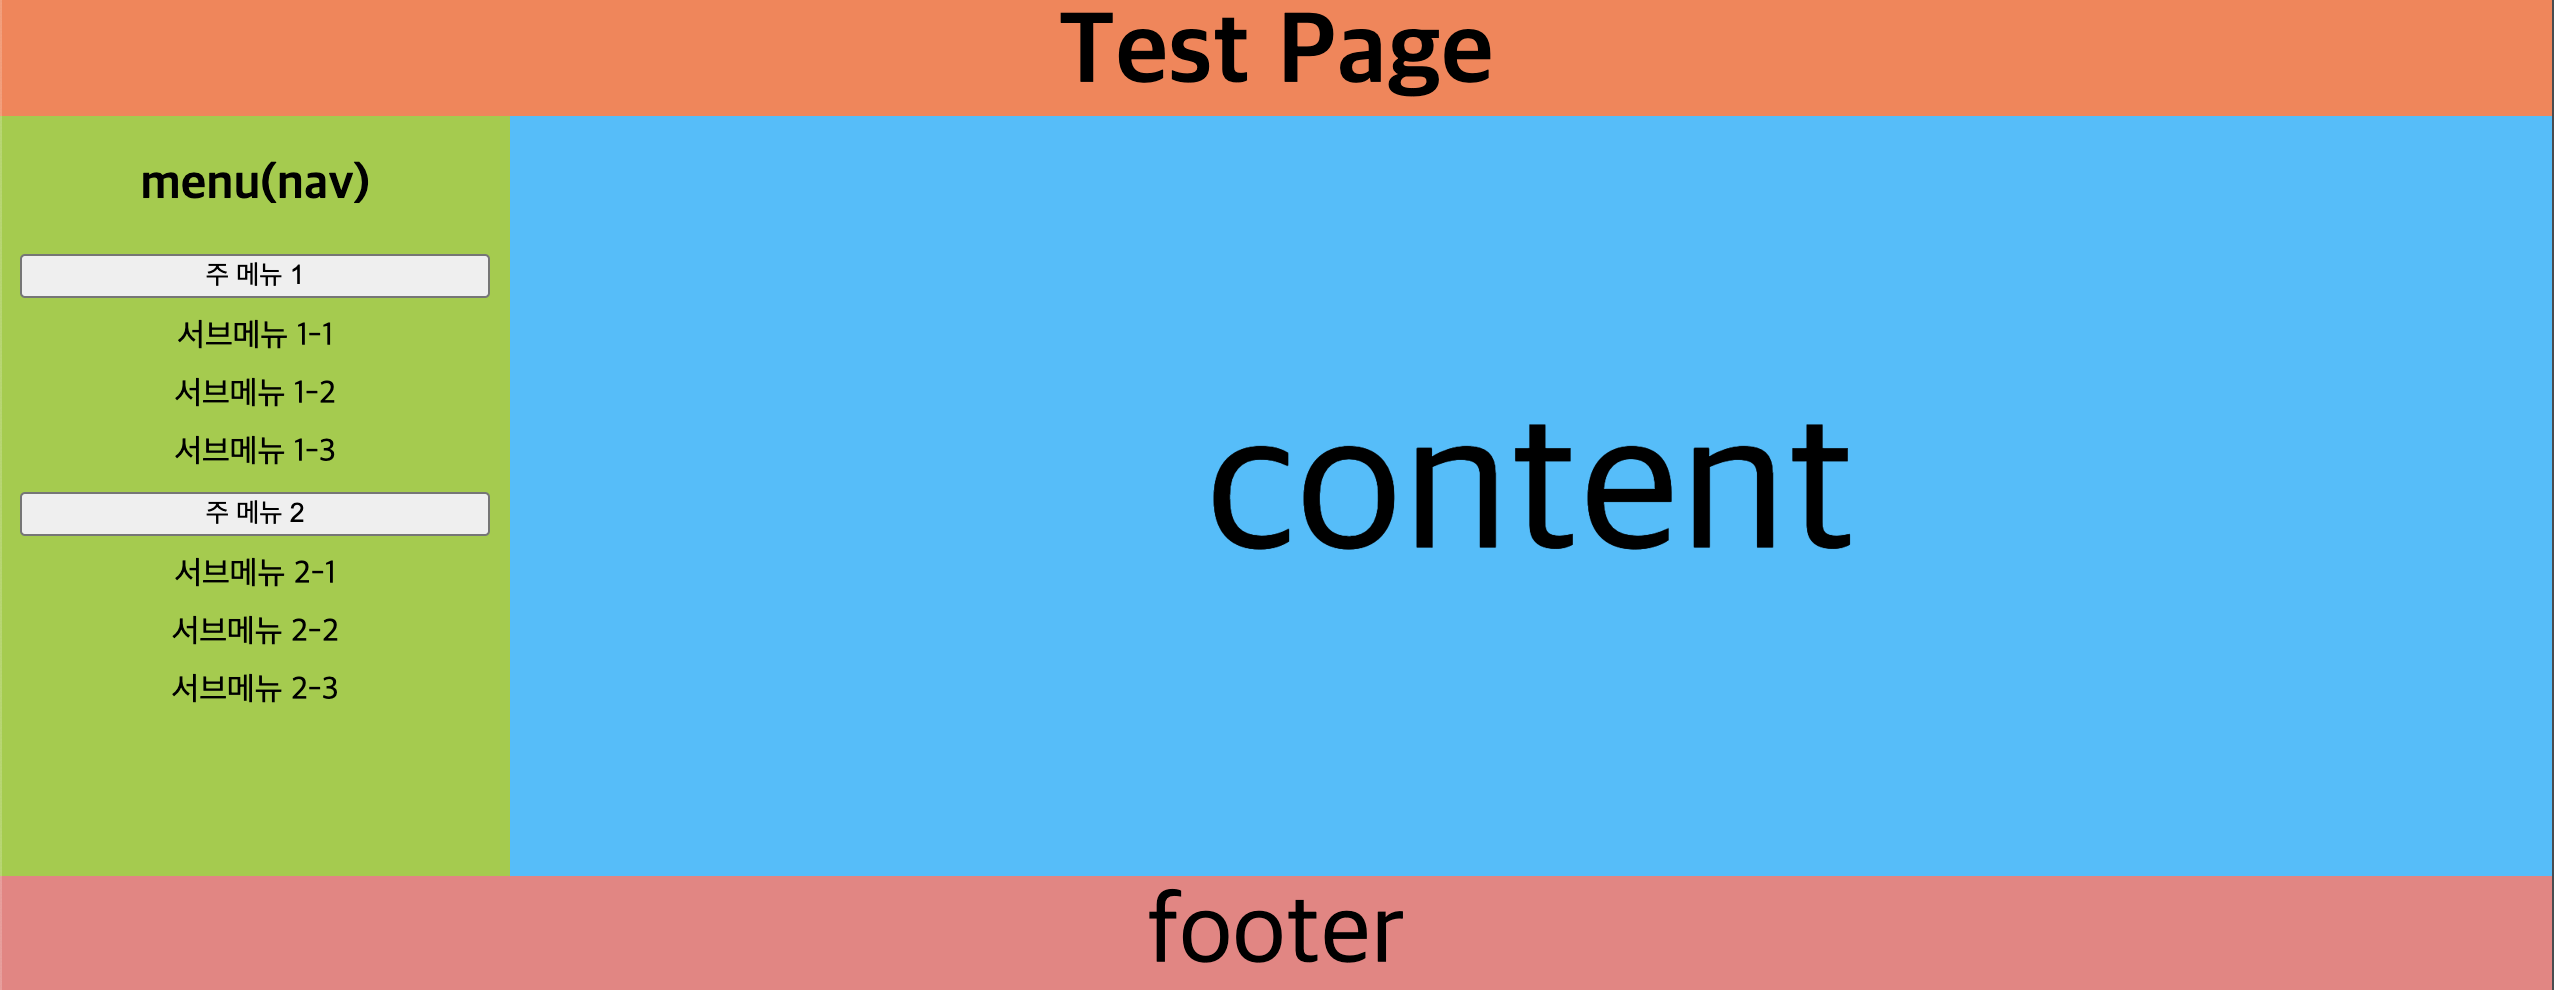 Test Page
menu(nav)
주 메뉴 1
서브메뉴 1-1
서브메뉴 1-2
서브메뉴 1-3
주 메뉴 2
서브메뉴 2-1
서브메뉴 2-2
서브메뉴 2-3
content
footer